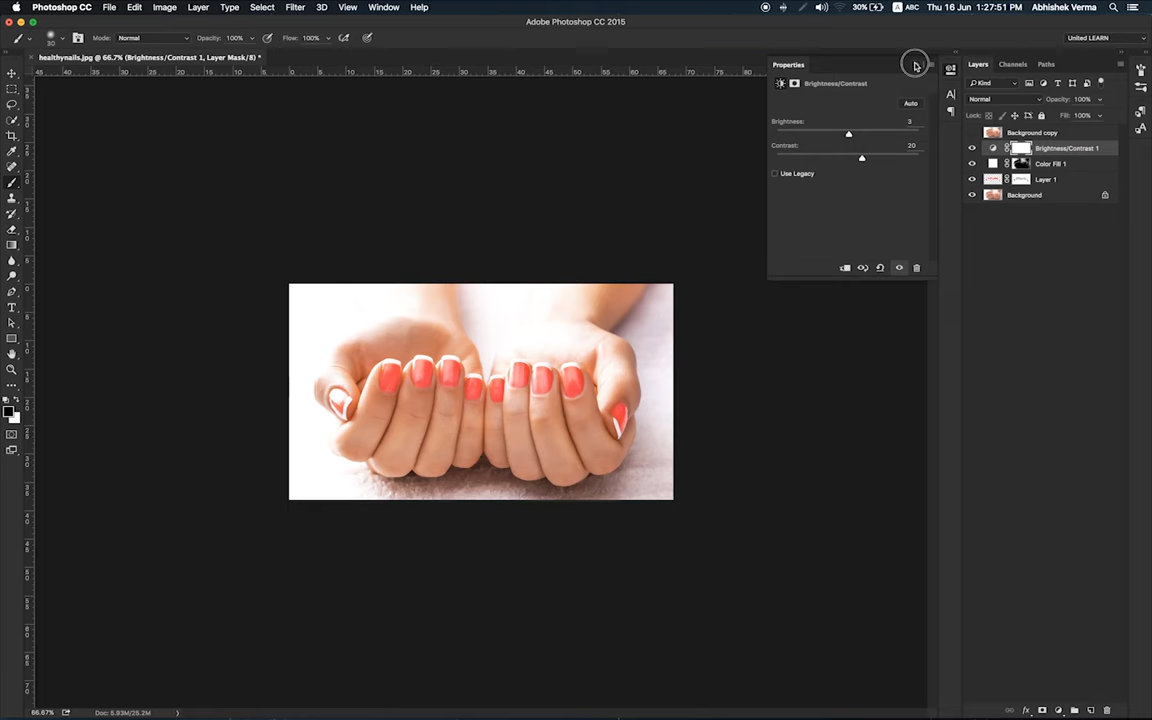 Photoshop CC File Edit Image Layer Type Select Filter 3D View Window Help 30% ABC Thu 16 Jun 1:27:51 PM Abhishek Verma
Adobe Photoshop CC 2015
30 Mode: Normal Opacity: 100% Flow: 100% United LEARN
healthynails.jpg @ 66.7% (Brightness/Contrast 1, Layer Mask/8) *
Properties
Brightness/Contrast
Auto
Brightness: 3
Contrast: 20
Use Legacy
Layers Channels Paths
Kind
Normal Opacity: 100%
Lock: Fill: 100%
Background copy
Brightness/Contrast 1
Color Fill 1
Layer 1
Background
66.67% Doc: 5.93M/25.2M